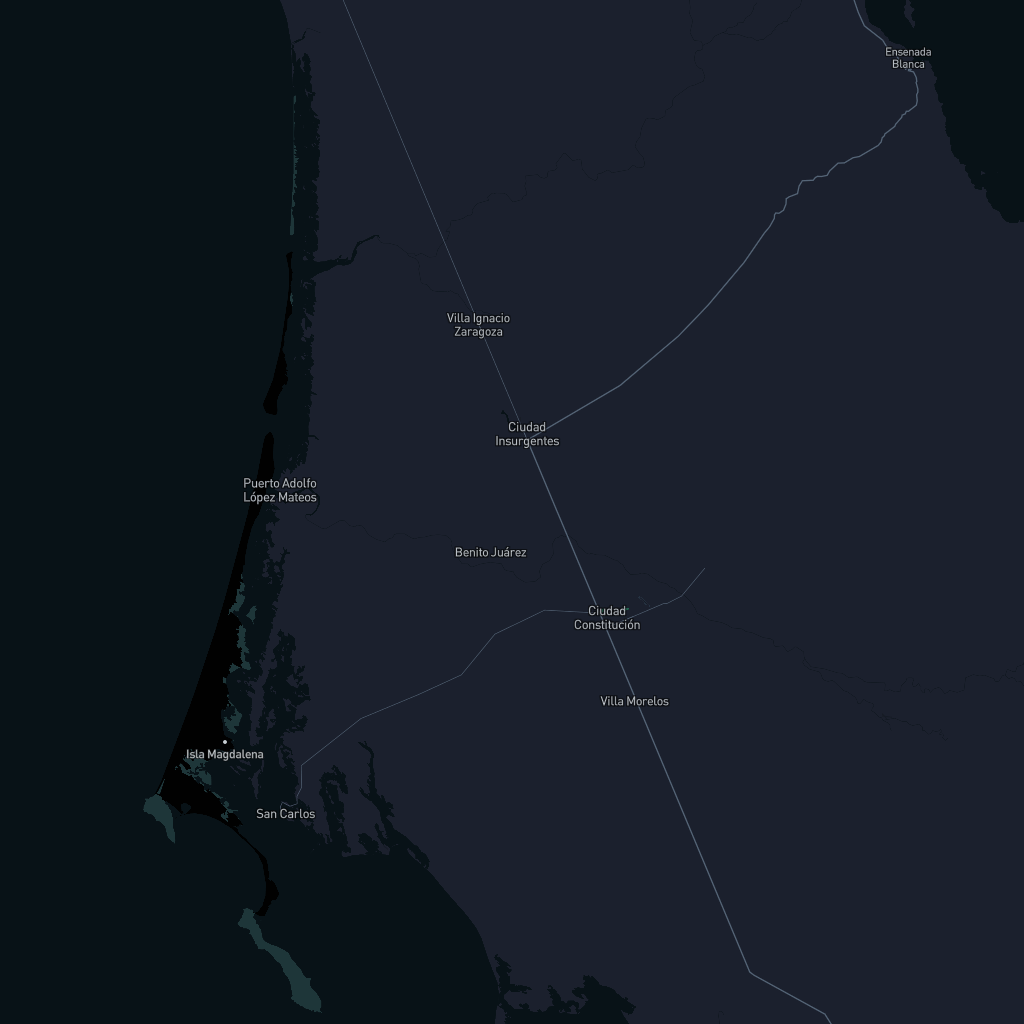 Ensenada
Blanca
Villa Ignacio
Zaragoza
Ciudad
Insurgentes
Puerto Adolfo
López Mateos
Benito Juárez
Ciudad
Constitución
Villa Morelos
Isla Magdalena
San Carlos